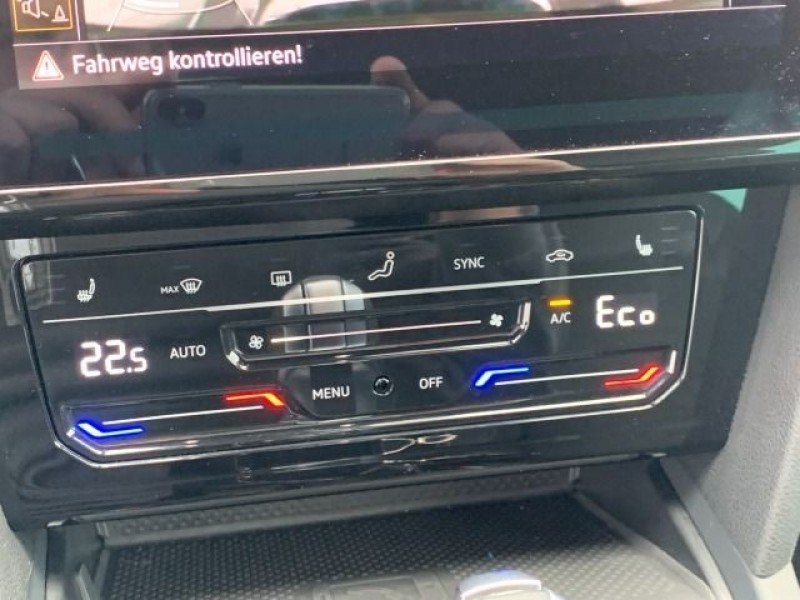 Fahrweg kontrollieren!
MAX
SYNC
22.5
AUTO
A/C
Eco
MENU
OFF